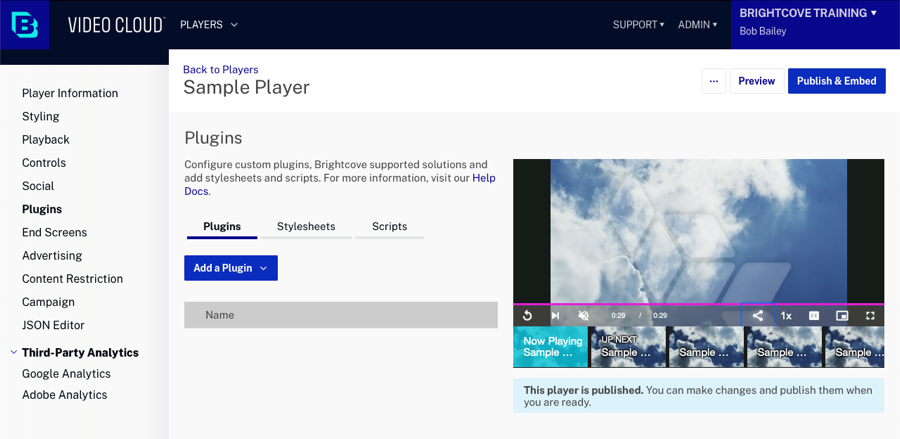 VIDEO CLOUD
PLAYERS
SUPPORT
ADMIN
BRIGHTCOVE TRAINING
Bob Bailey
Player Information
Styling
Playback
Controls
Social
Plugins
End Screens
Advertising
Content Restriction
Campaign
JSON Editor
Third-Party Analytics
Google Analytics
Adobe Analytics
Back to Players
Sample Player
...
Preview
Publish & Embed
Plugins
Configure custom plugins, Brightcove supported solutions and
add stylesheets and scripts. For more information, visit our Help
Docs.
Plugins
Stylesheets
Scripts
Add a Plugin
Name
0:29 / 0:29
1x
Now Playing
Sample ...
UP NEXT
Sample ...
Sample ...
Sample ...
Sample ...
This player is published. You can make changes and publish them when
you are ready.